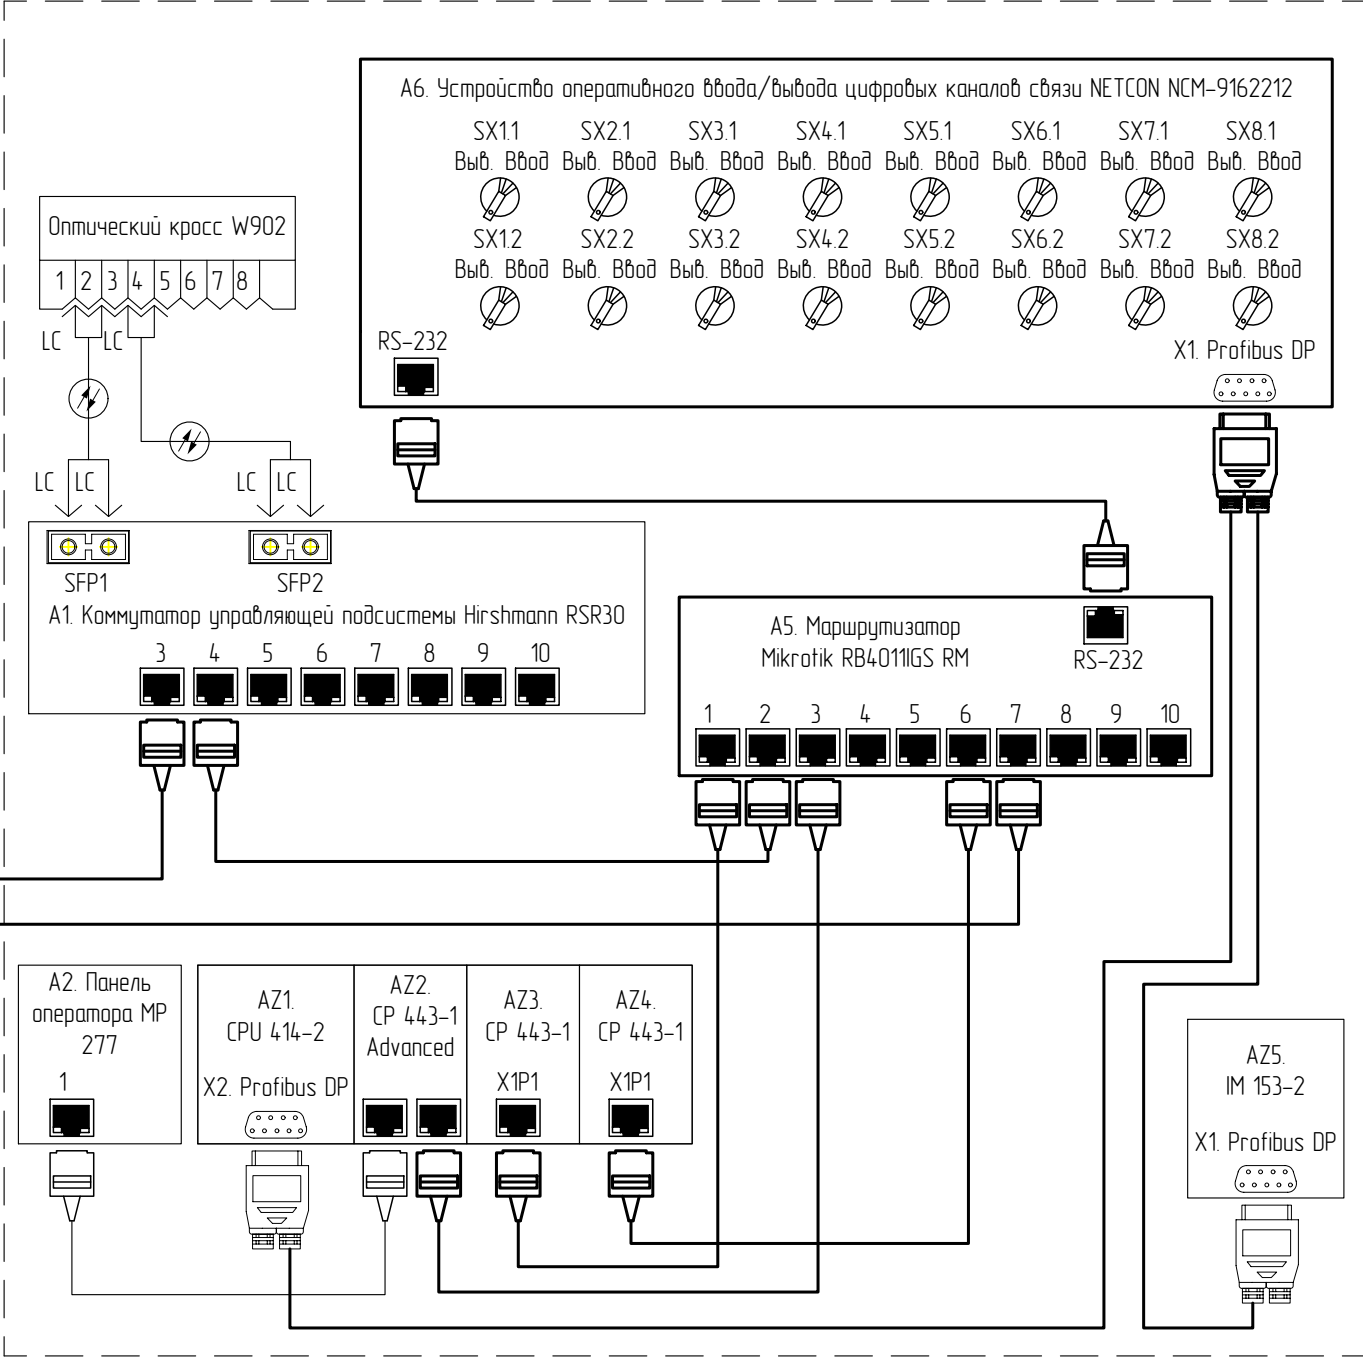 А6. Устройство оперативного ввода/вывода цифровых каналов связи NETCON NCM-9162212
SX1.1 SX2.1 SX3.1 SX4.1 SX5.1 SX6.1 SX7.1 SX8.1
Выв. Ввод Выв. Ввод Выв. Ввод Выв. Ввод Выв. Ввод Выв. Ввод Выв. Ввод Выв. Ввод
SX1.2 SX2.2 SX3.2 SX4.2 SX5.2 SX6.2 SX7.2 SX8.2
Выв. Ввод Выв. Ввод Выв. Ввод Выв. Ввод Выв. Ввод Выв. Ввод Выв. Ввод Выв. Ввод
RS-232
X1. Profibus DP
Оптический кросс W902
1 2 3 4 5 6 7 8
LC LC
LC LC LC LC
SFP1 SFP2
А1. Коммутатор управляющей подсистемы Hirshmann RSR30
3 4 5 6 7 8 9 10
А5. Маршрутизатор
Mikrotik RB4011IGS RM
RS-232
1 2 3 4 5 6 7 8 9 10
А2. Панель
оператора MP
277
1
AZ1.
CPU 414-2
X2. Profibus DP
AZ2.
CP 443-1
Advanced
AZ3.
CP 443-1
X1P1
AZ4.
CP 443-1
X1P1
AZ5.
IM 153-2
X1. Profibus DP